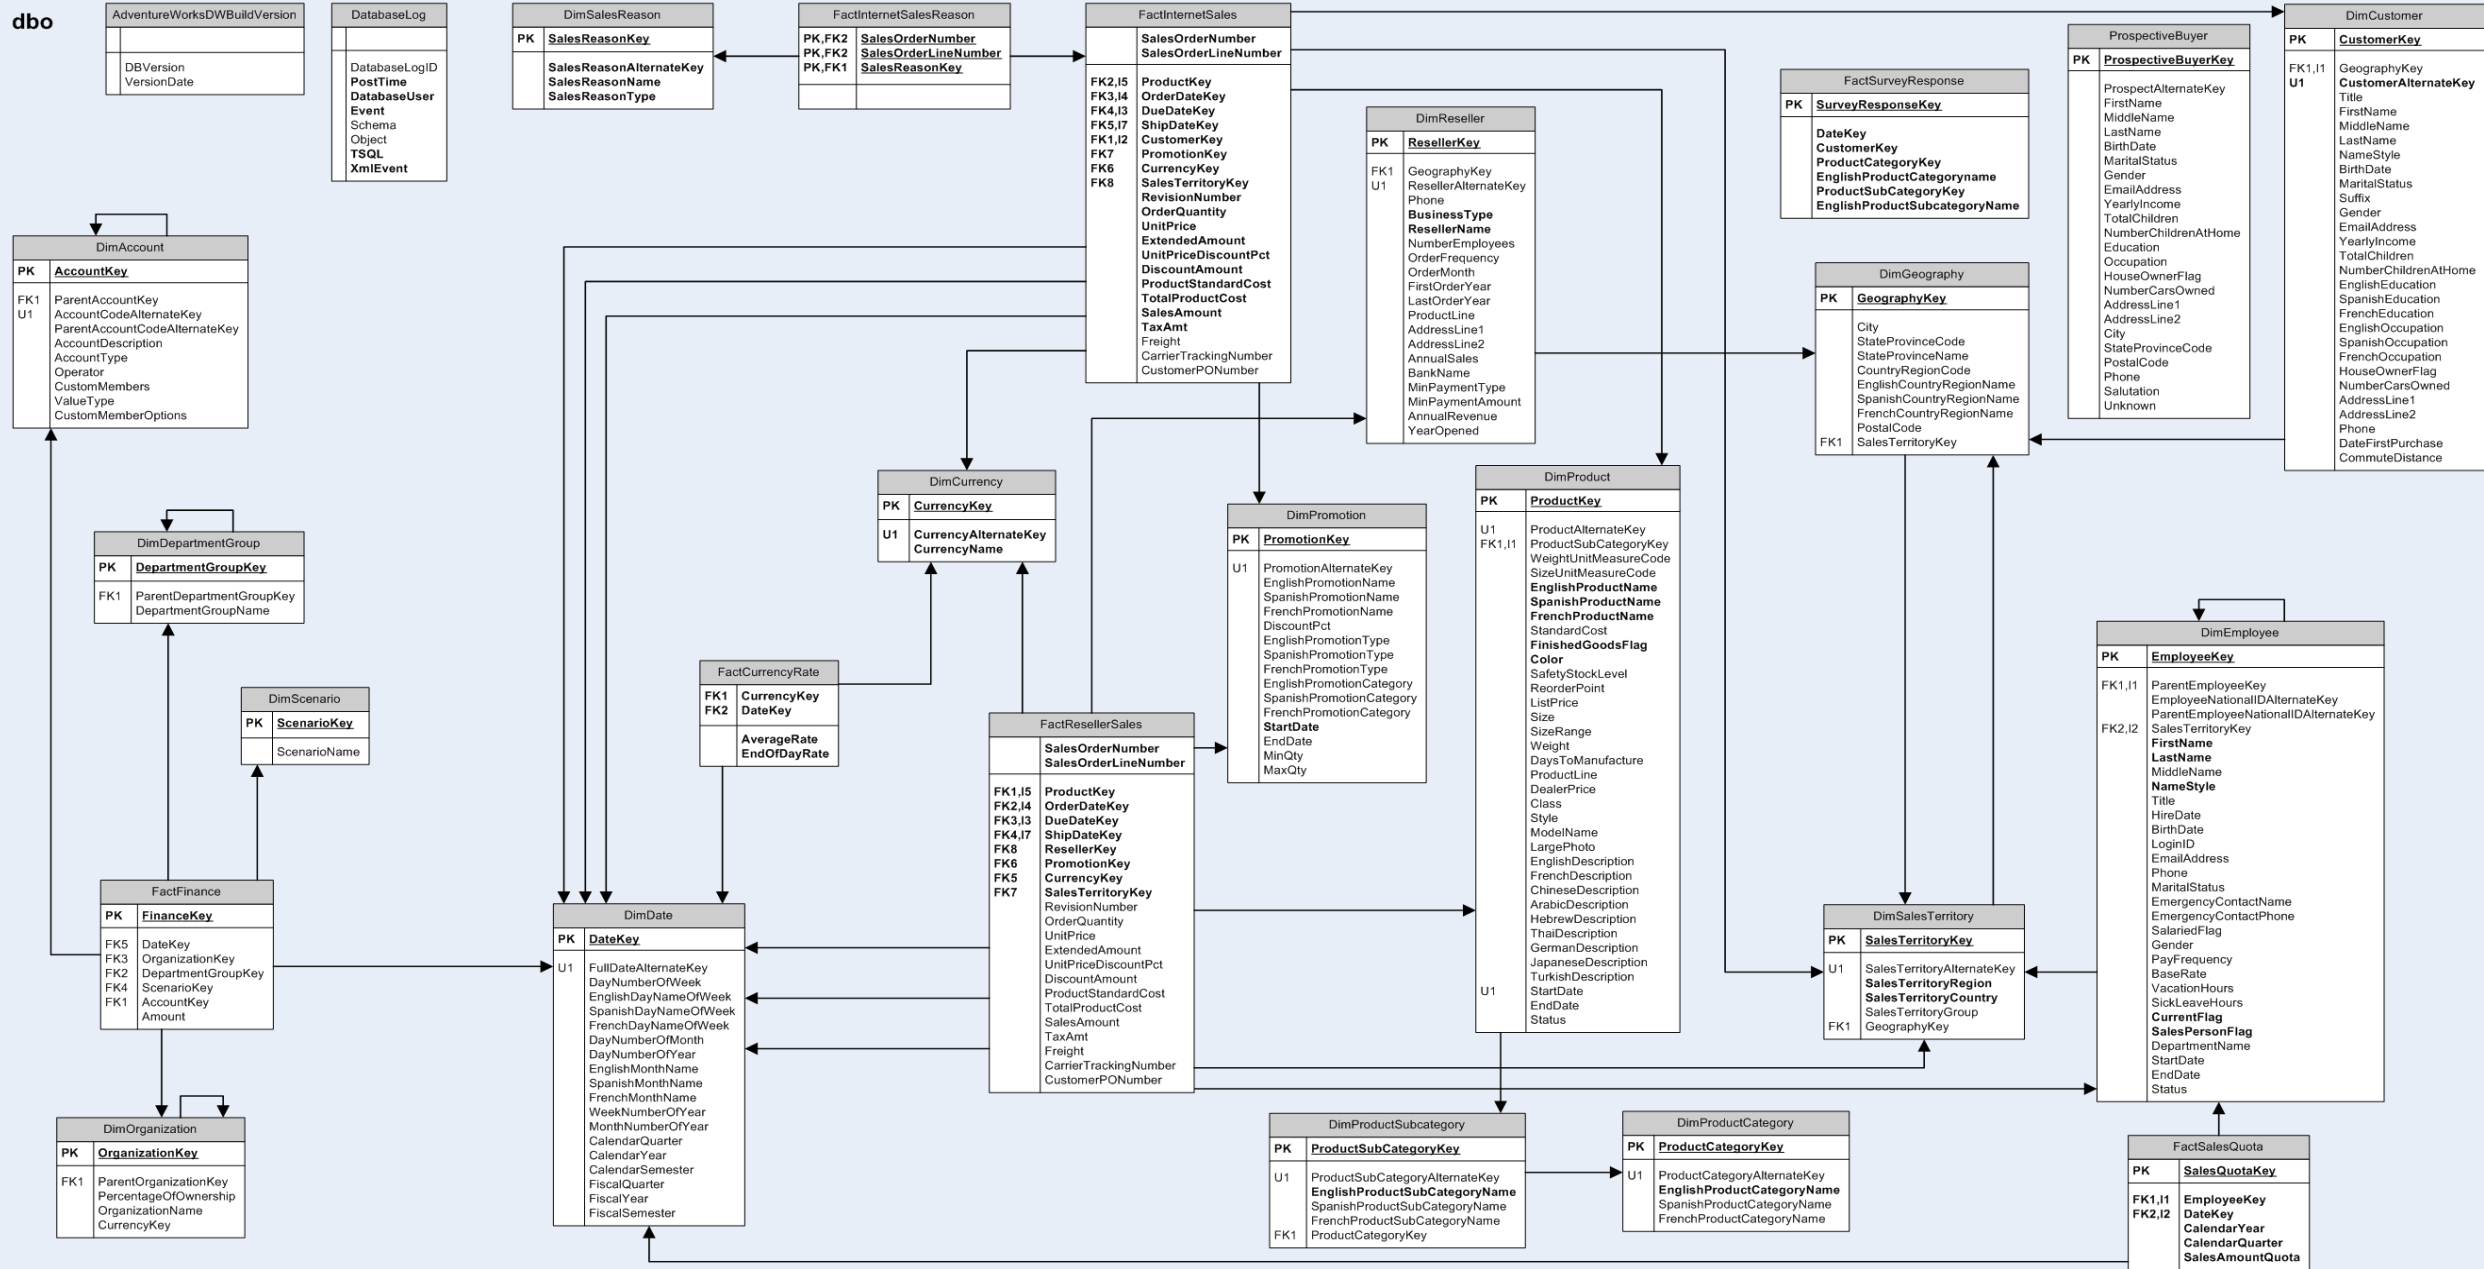 dbo
AdventureWorksDWBuildVersion
DBVersion
VersionDate
DatabaseLog
DatabaseLogID
PostTime
DatabaseUser
Event
Schema
Object
TSQL
XmlEvent
DimSalesReason
PK SalesReasonKey
SalesReasonAlternateKey
SalesReasonName
SalesReasonType
FactInternetSalesReason
PK,FK2 SalesOrderNumber
PK,FK2 SalesOrderLineNumber
PK,FK1 SalesReasonKey
FactInternetSales
SalesOrderNumber
SalesOrderLineNumber
FK2,I5 ProductKey
FK3,I4 OrderDateKey
FK4,I3 DueDateKey
FK5,I7 ShipDateKey
FK1,I2 CustomerKey
FK7 PromotionKey
FK6 CurrencyKey
FK8 SalesTerritoryKey
RevisionNumber
OrderQuantity
UnitPrice
ExtendedAmount
UnitPriceDiscountPct
DiscountAmount
ProductStandardCost
TotalProductCost
SalesAmount
TaxAmt
Freight
CarrierTrackingNumber
CustomerPONumber
DimReseller
PK ResellerKey
FK1 GeographyKey
U1 ResellerAlternateKey
Phone
BusinessType
ResellerName
NumberEmployees
OrderFrequency
OrderMonth
FirstOrderYear
LastOrderYear
ProductLine
AddressLine1
AddressLine2
AnnualSales
BankName
MinPaymentType
MinPaymentAmount
AnnualRevenue
YearOpened
FactSurveyResponse
PK SurveyResponseKey
DateKey
CustomerKey
ProductCategoryKey
EnglishProductCategoryname
ProductSubCategoryKey
EnglishProductSubcategoryName
ProspectiveBuyer
PK ProspectiveBuyerKey
ProspectAlternateKey
FirstName
MiddleName
LastName
BirthDate
MaritalStatus
Gender
EmailAddress
YearlyIncome
TotalChildren
NumberChildrenAtHome
Education
Occupation
HouseOwnerFlag
NumberCarsOwned
AddressLine1
AddressLine2
City
StateProvinceCode
PostalCode
Phone
Salutation
Unknown
DimCustomer
PK CustomerKey
FK1,I1 GeographyKey
U1 CustomerAlternateKey
Title
FirstName
MiddleName
LastName
NameStyle
BirthDate
MaritalStatus
Suffix
Gender
EmailAddress
YearlyIncome
TotalChildren
NumberChildrenAtHome
EnglishEducation
SpanishEducation
FrenchEducation
EnglishOccupation
SpanishOccupation
FrenchOccupation
HouseOwnerFlag
NumberCarsOwned
AddressLine1
AddressLine2
Phone
DateFirstPurchase
CommuteDistance
DimAccount
PK AccountKey
FK1 ParentAccountKey
U1 AccountCodeAlternateKey
ParentAccountCodeAlternateKey
AccountDescription
AccountType
Operator
CustomMembers
ValueType
CustomMemberOptions
DimGeography
PK GeographyKey
City
StateProvinceCode
StateProvinceName
CountryRegionCode
EnglishCountryRegionName
SpanishCountryRegionName
FrenchCountryRegionName
PostalCode
FK1 SalesTerritoryKey
DimCurrency
PK CurrencyKey
U1 CurrencyAlternateKey
CurrencyName
DimPromotion
PK PromotionKey
U1 PromotionAlternateKey
EnglishPromotionName
SpanishPromotionName
FrenchPromotionName
DiscountPct
EnglishPromotionType
SpanishPromotionType
FrenchPromotionType
EnglishPromotionCategory
SpanishPromotionCategory
FrenchPromotionCategory
StartDate
EndDate
MinQty
MaxQty
DimProduct
PK ProductKey
U1 ProductAlternateKey
FK1,I1 ProductSubCategoryKey
WeightUnitMeasureCode
SizeUnitMeasureCode
EnglishProductName
SpanishProductName
FrenchProductName
StandardCost
FinishedGoodsFlag
Color
SafetyStockLevel
ReorderPoint
ListPrice
Size
SizeRange
Weight
DaysToManufacture
ProductLine
DealerPrice
Class
Style
ModelName
LargePhoto
EnglishDescription
FrenchDescription
ChineseDescription
ArabicDescription
HebrewDescription
ThaiDescription
GermanDescription
JapaneseDescription
TurkishDescription
U1 StartDate
EndDate
Status
DimDepartmentGroup
PK DepartmentGroupKey
FK1 ParentDepartmentGroupKey
DepartmentGroupName
DimScenario
PK ScenarioKey
ScenarioName
FactCurrencyRate
FK1 CurrencyKey
FK2 DateKey
AverageRate
EndOfDayRate
FactResellerSales
SalesOrderNumber
SalesOrderLineNumber
FK1,I5 ProductKey
FK2,I4 OrderDateKey
FK3,I3 DueDateKey
FK4,I7 ShipDateKey
FK8 ResellerKey
FK6 PromotionKey
FK5 CurrencyKey
FK7 SalesTerritoryKey
RevisionNumber
OrderQuantity
UnitPrice
ExtendedAmount
UnitPriceDiscountPct
DiscountAmount
ProductStandardCost
TotalProductCost
SalesAmount
TaxAmt
Freight
CarrierTrackingNumber
CustomerPONumber
DimEmployee
PK EmployeeKey
FK1,I1 ParentEmployeeKey
EmployeeNationalIDAlternateKey
ParentEmployeeNationalIDAlternateKey
FK2,I2 SalesTerritoryKey
FirstName
LastName
MiddleName
NameStyle
Title
HireDate
BirthDate
LoginID
EmailAddress
Phone
MaritalStatus
EmergencyContactName
EmergencyContactPhone
SalariedFlag
Gender
PayFrequency
BaseRate
VacationHours
SickLeaveHours
CurrentFlag
SalesPersonFlag
DepartmentName
StartDate
EndDate
Status
FactFinance
PK FinanceKey
FK5 DateKey
FK3 OrganizationKey
FK2 DepartmentGroupKey
FK4 ScenarioKey
FK1 AccountKey
Amount
DimDate
PK DateKey
U1 FullDateAlternateKey
DayNumberOfWeek
EnglishDayNameOfWeek
SpanishDayNameOfWeek
FrenchDayNameOfWeek
DayNumberOfMonth
DayNumberOfYear
EnglishMonthName
SpanishMonthName
FrenchMonthName
WeekNumberOfYear
MonthNumberOfYear
CalendarQuarter
CalendarYear
CalendarSemester
FiscalQuarter
FiscalYear
FiscalSemester
DimSalesTerritory
PK SalesTerritoryKey
U1 SalesTerritoryAlternateKey
SalesTerritoryRegion
SalesTerritoryCountry
SalesTerritoryGroup
FK1 GeographyKey
DimOrganization
PK OrganizationKey
FK1 ParentOrganizationKey
PercentageOfOwnership
OrganizationName
CurrencyKey
DimProductSubcategory
PK ProductSubCategoryKey
U1 ProductSubCategoryAlternateKey
EnglishProductSubCategoryName
SpanishProductSubCategoryName
FrenchProductSubCategoryName
FK1 ProductCategoryKey
DimProductCategory
PK ProductCategoryKey
U1 ProductCategoryAlternateKey
EnglishProductCategoryName
SpanishProductCategoryName
FrenchProductCategoryName
FactSalesQuota
PK SalesQuotaKey
FK1,I1 EmployeeKey
FK2,I2 DateKey
CalendarYear
CalendarQuarter
SalesAmountQuota